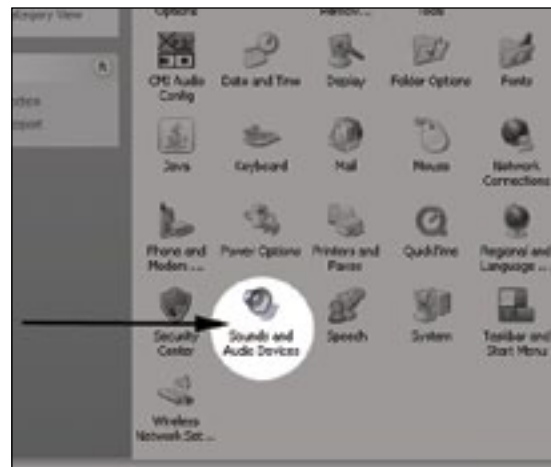 Options
Remov...
Tools
CMI Audio Config
Date and Time
Display
Folder Options
Fonts
Java
Keyboard
Mail
Mouse
Network Connections
Phone and Modem ...
Power Options
Printers and Faxes
QuickTime
Regional and Language ...
Security Center
Sounds and Audio Devices
Speech
System
Taskbar and Start Menu
Wireless Network Set...